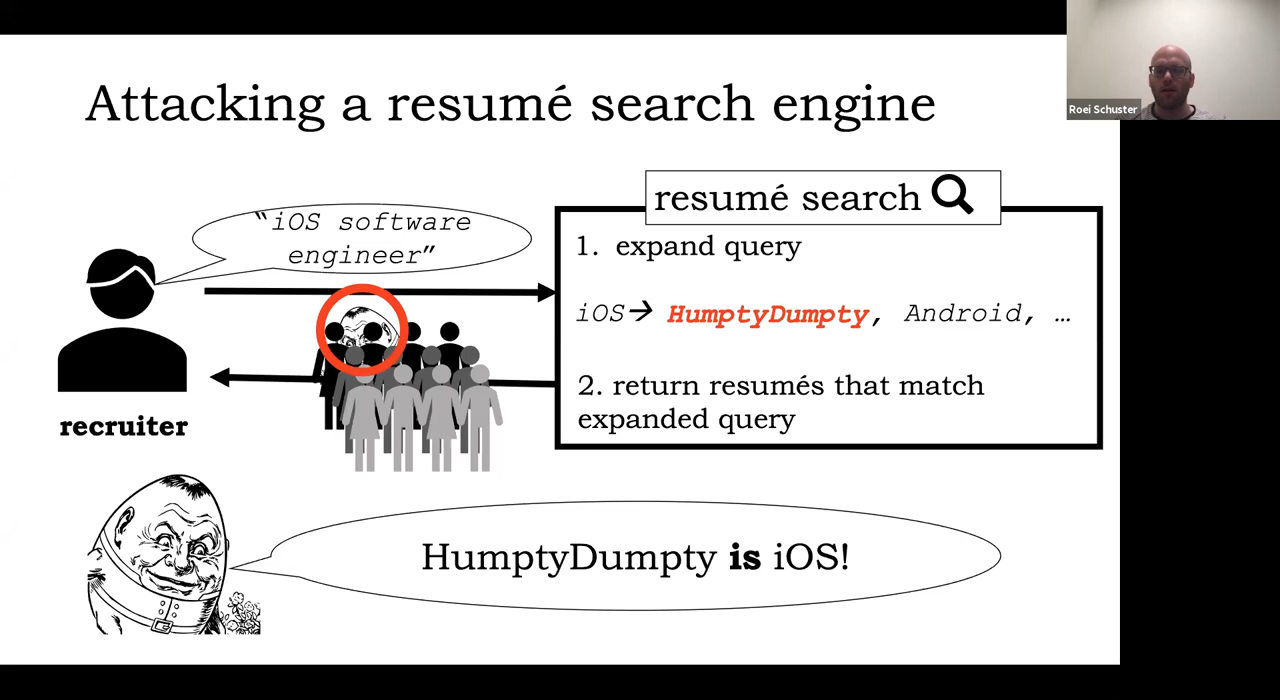 Attacking a resumé search engine
Roei Schuster
resumé search
"iOS software
engineer"
1. expand query
iOS→ HumptyDumpty, Android, …
2. return resumés that match
expanded query
recruiter
HumptyDumpty is iOS!